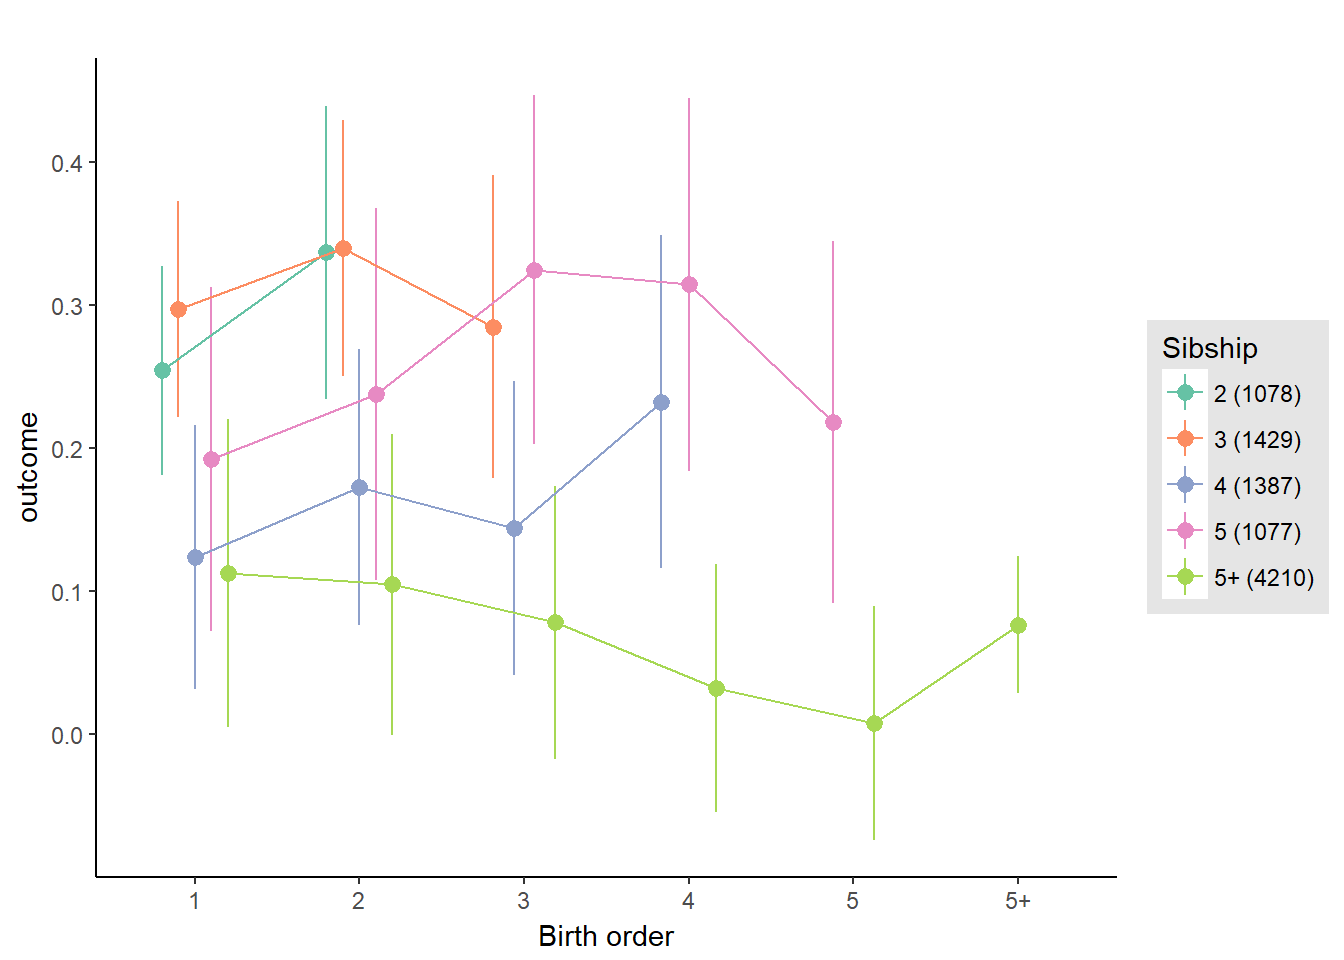 0.4
0.3
0.2
0.1
0.0
outcome
1 2 3 4 5 5+
Birth order
Sibship
2 (1078)
3 (1429)
4 (1387)
5 (1077)
5+ (4210)